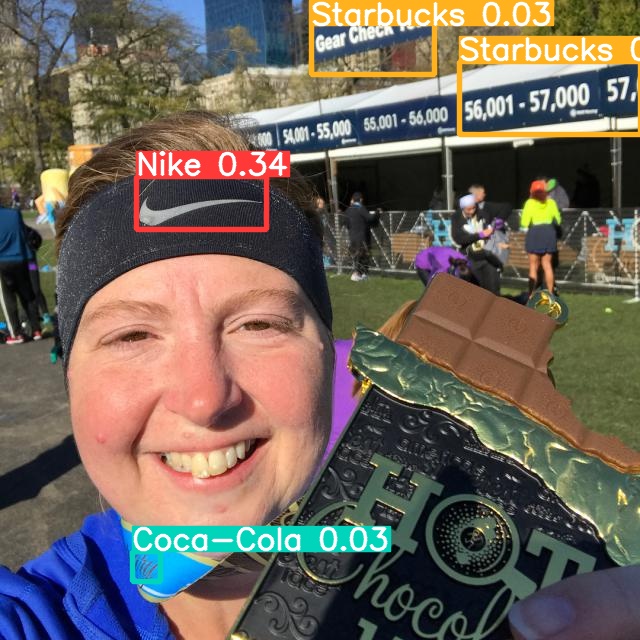 Starbucks 0.03
Gear Check
Starbucks 0
54,001 - 55,000
55,001 - 56,000
56,001 - 57,000
57,
Nike 0.34
Coca-Cola 0.03
HOT
Chocol